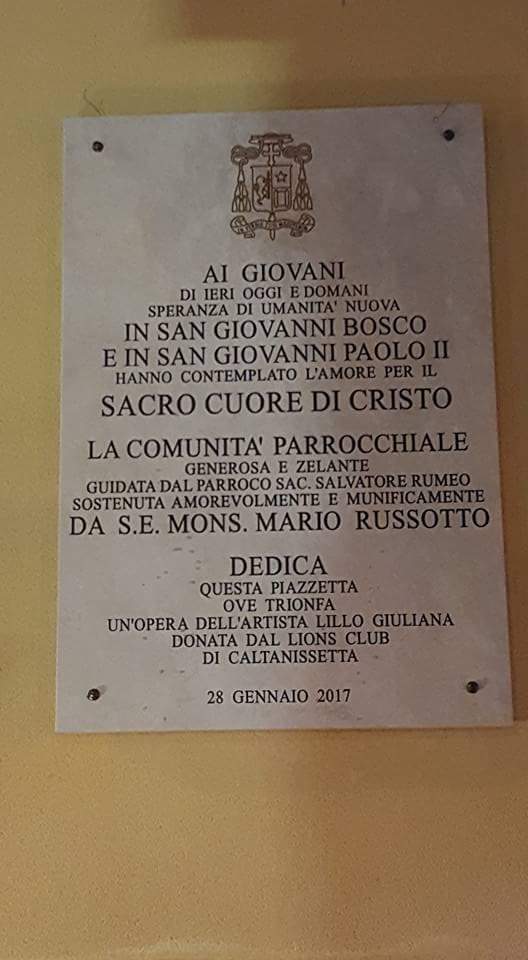 AI GIOVANI
DI IERI OGGI E DOMANI
SPERANZA DI UMANITA' NUOVA
IN SAN GIOVANNI BOSCO
E IN SAN GIOVANNI PAOLO II
HANNO CONTEMPLATO L'AMORE PER IL
SACRO CUORE DI CRISTO
LA COMUNITA' PARROCCHIALE
GENEROSA E ZELANTE
GUIDATA DAL PARROCO SAC. SALVATORE RUMEO
SOSTENUTA AMOREVOLMENTE E MUNIFICAMENTE
DA S.E. MONS. MARIO RUSSOTTO
DEDICA
QUESTA PIAZZETTA
OVE TRIONFA
UN'OPERA DELL'ARTISTA LILLO GIULIANA
DONATA DAL LIONS CLUB
DI CALTANISSETTA
28 GENNAIO 2017